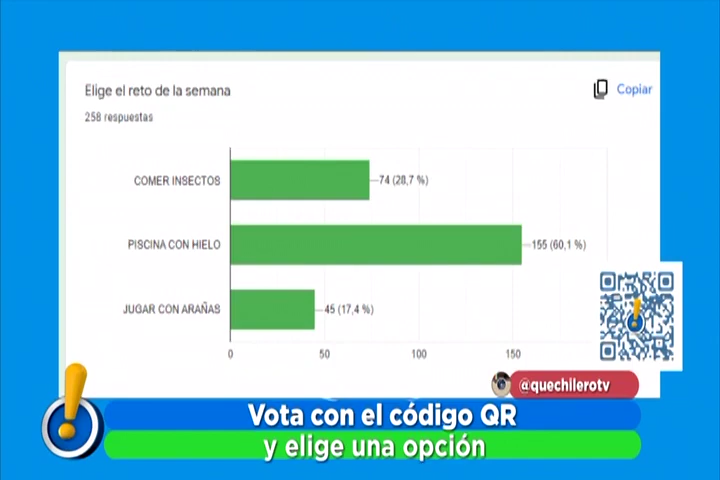 Elige el reto de la semana
Copiar
258 respuestas
COMER INSECTOS
74 (28,7 %)
PISCINA CON HIELO
155 (60,1 %)
JUGAR CON ARAÑAS
45 (17,4 %)
0 50 100 150
@quechilerotv
Vota con el código QR
y elige una opción